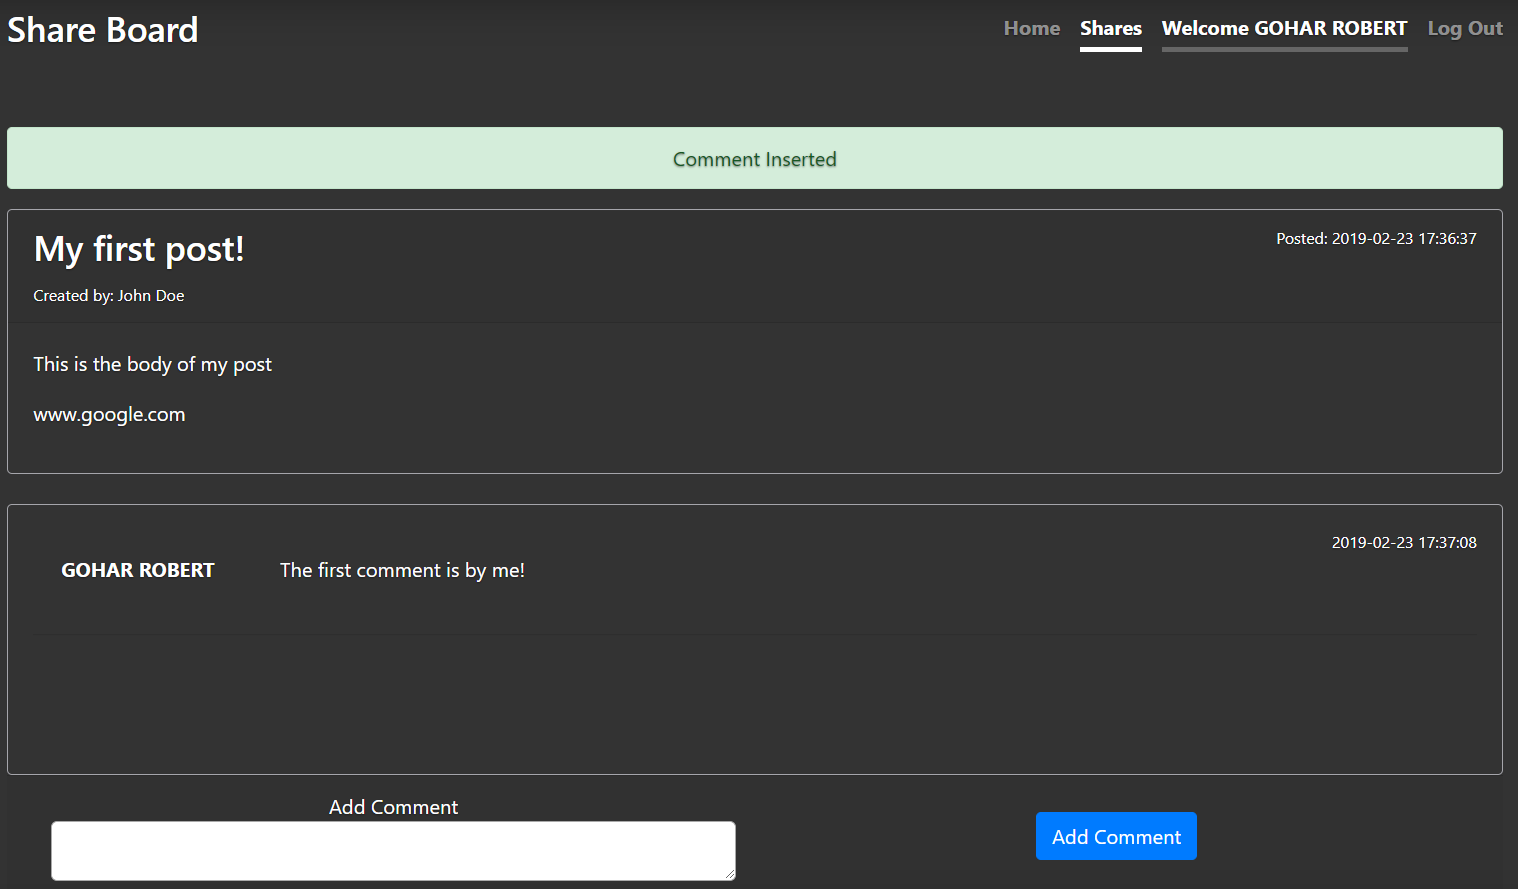 Share Board
Home Shares Welcome GOHAR ROBERT Log Out
Comment Inserted
My first post!
Posted: 2019-02-23 17:36:37
Created by: John Doe
This is the body of my post
www.google.com
2019-02-23 17:37:08
GOHAR ROBERT The first comment is by me!
Add Comment
Add Comment